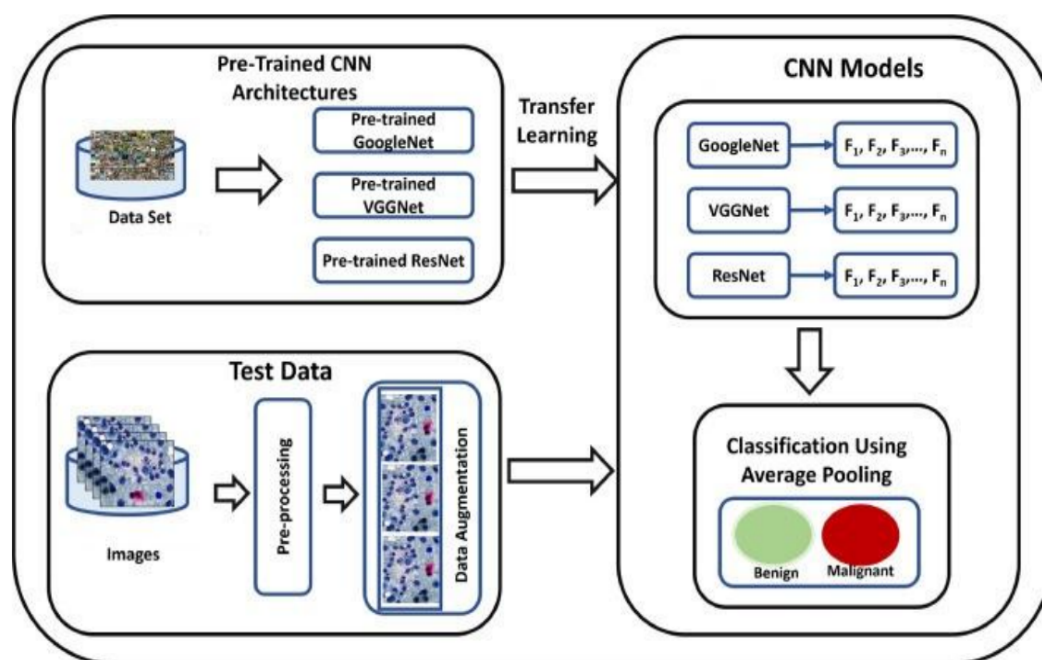 Pre-Trained CNN
Architectures
Data Set
Pre-trained
GoogleNet
Pre-trained
VGGNet
Pre-trained ResNet
Transfer
Learning
CNN Models
GoogleNet
F₁, F₂, F₃,..., Fₙ
VGGNet
F₁, F₂, F₃,..., Fₙ
ResNet
F₁, F₂, F₃,..., Fₙ
Test Data
Images
Pre-processing
Data Augmentation
Classification Using
Average Pooling
Benign
Malignant